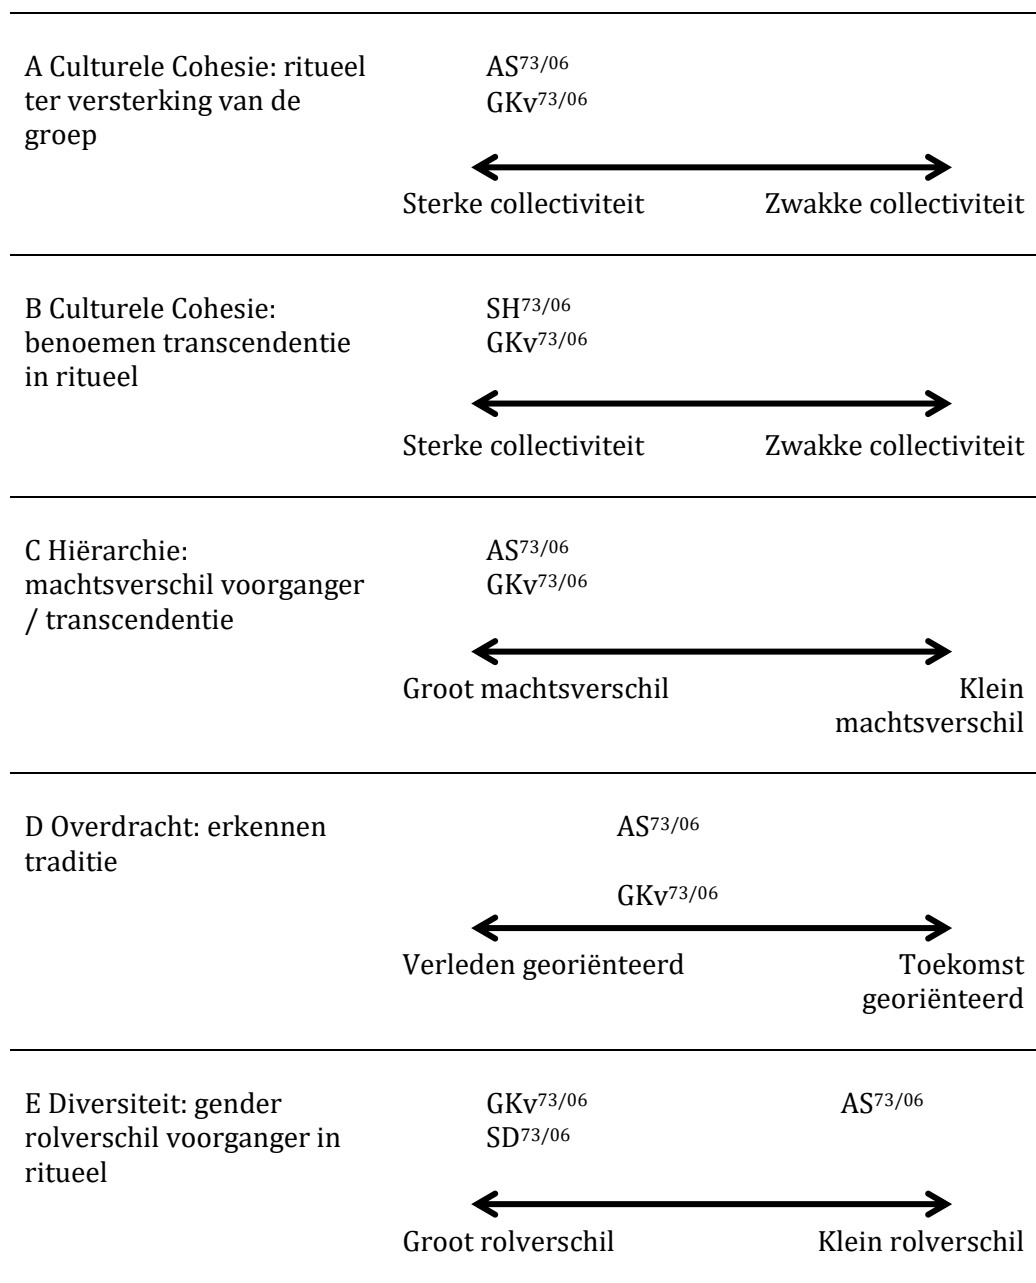 A Culturele Cohesie: ritueel
ter versterking van de
groep
AS73/06
GKv73/06
Sterke collectiviteit
Zwakke collectiviteit
B Culturele Cohesie:
benoemen transcendentie
in ritueel
SH73/06
GKv73/06
Sterke collectiviteit
Zwakke collectiviteit
C Hiërarchie:
machtsverschil voorganger
/ transcendentie
AS73/06
GKv73/06
Groot machtsverschil
Klein
machtsverschil
D Overdracht: erkennen
traditie
AS73/06
GKv73/06
Verleden georiënteerd
Toekomst
georiënteerd
E Diversiteit: gender
rolverschil voorganger in
ritueel
GKv73/06
SD73/06
AS73/06
Groot rolverschil
Klein rolverschil